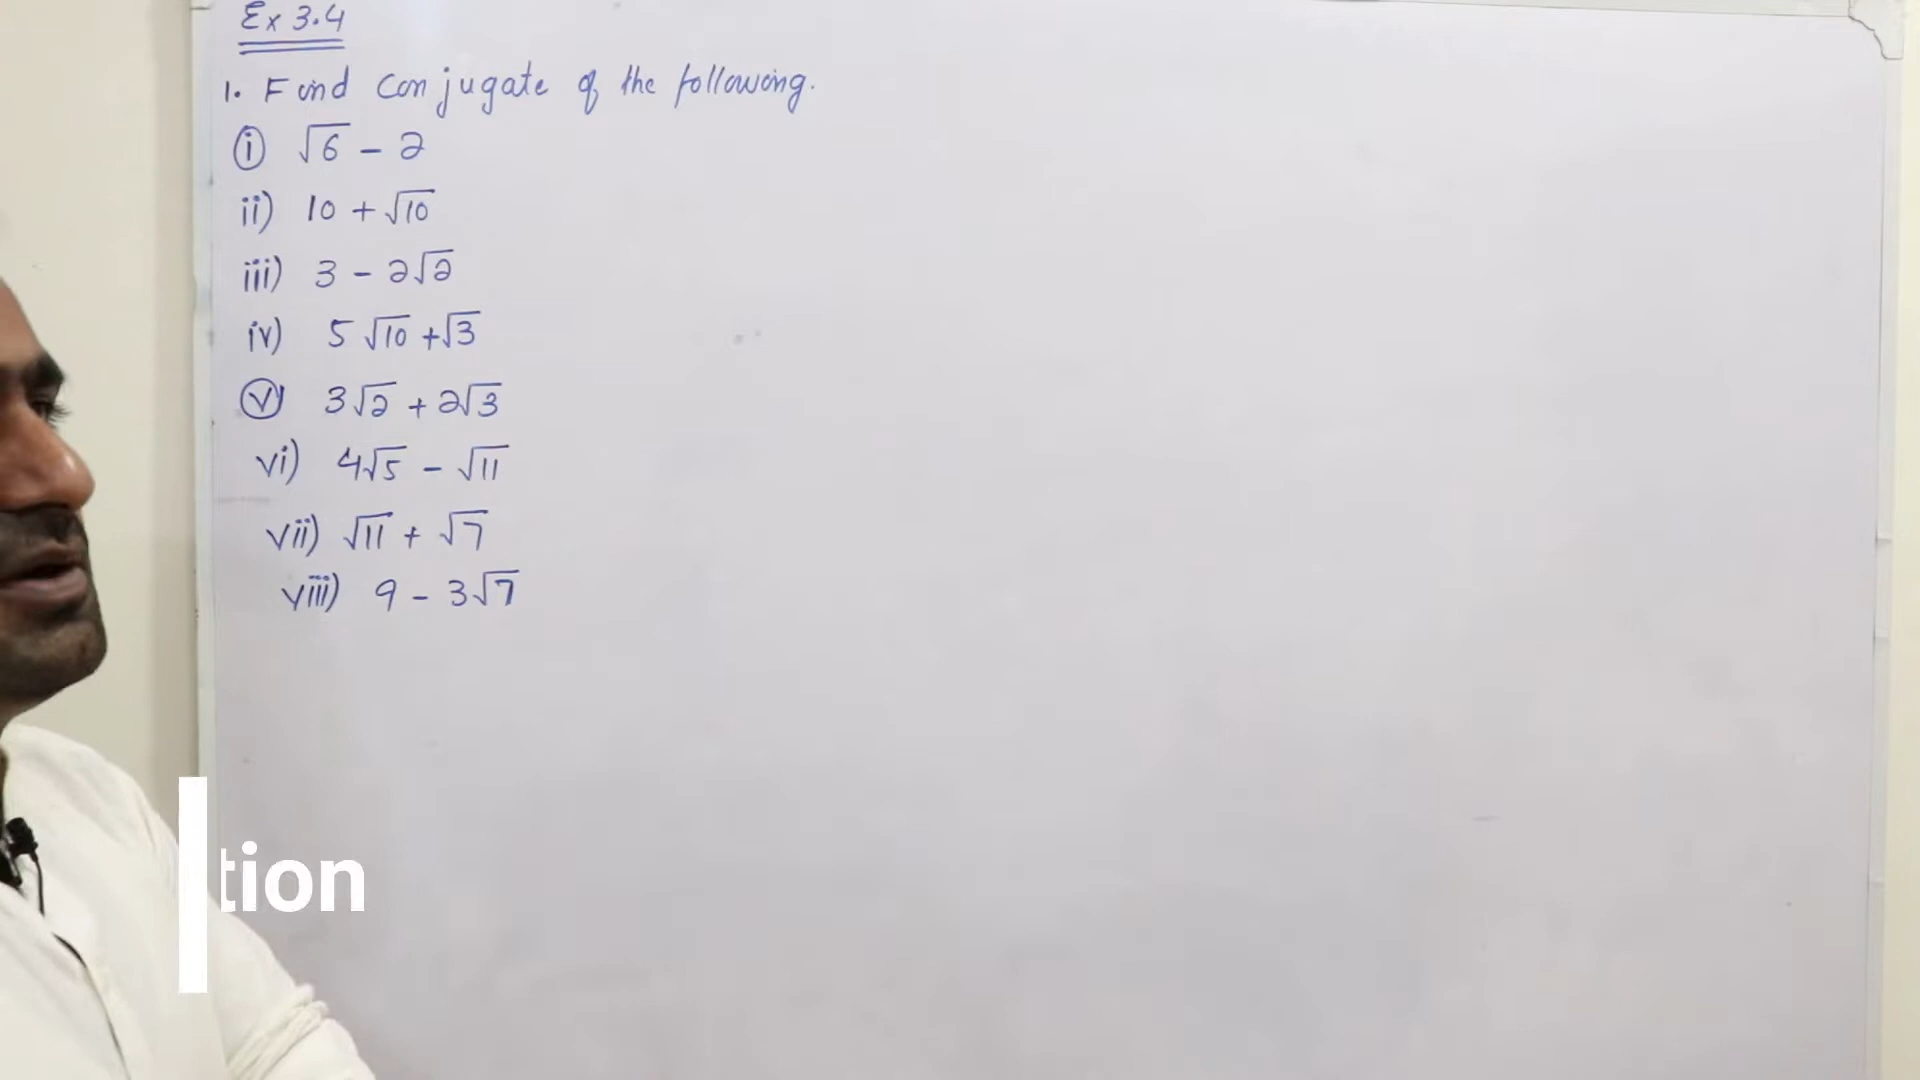 Ex 3.4
1. Find conjugate of the following.
i √6 - 2
ii) 10 + √10
iii) 3 - 2√2
iv) 5√10 + √3
v) 3√2 + 2√3
vi) 4√5 - √11
vii) √11 + √7
viii) 9 - 3√7
tion